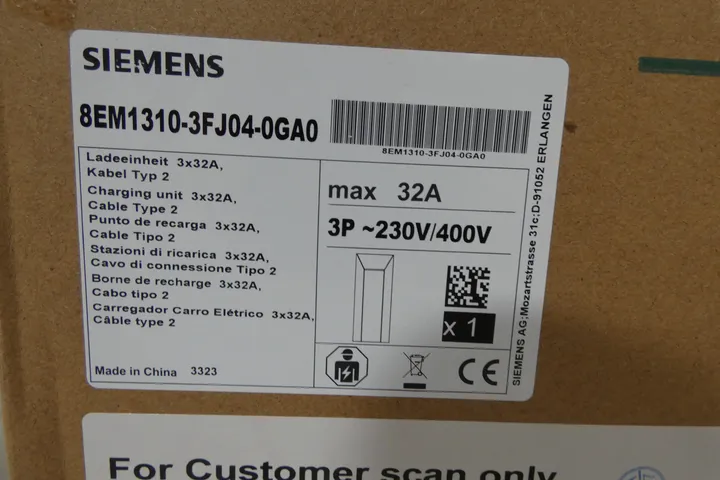 SIEMENS
8EM1310-3FJ04-0GA0
8EM1310-3FJ04-0GA0
Ladeeinheit 3x32A,
Kabel Typ 2
Charging unit 3x32A,
Cable Type 2
Punto de recarga 3x32A,
Cable Tipo 2
Stazioni di ricarica 3x32A,
Cavo di connessione Tipo 2
Borne de recharge 3x32A,
Cabo tipo 2
Carregador Carro Elétrico 3x32A,
Câble type 2
Made in China 3323
max 32A
3P ~230V/400V
x 1
CE
SIEMENS AG;Mozartstrasse 31c;D-91052 ERLANGEN
For Customer scan only